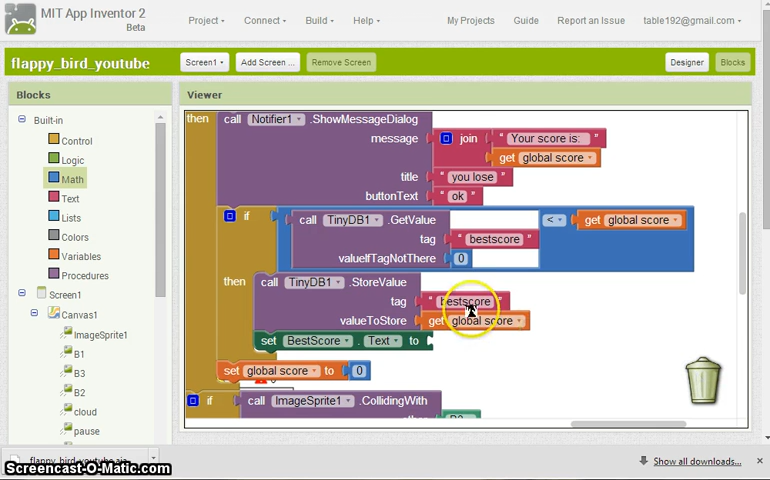 MIT App Inventor 2
Beta
Project Connect Build Help My Projects Guide Report an Issue table192@gmail.com
flappy_bird_youtube Screen1 Add Screen ... Remove Screen Designer Blocks
Blocks Viewer
Built-in
Control
Logic
Math
Text
Lists
Colors
Variables
Procedures
Screen1
Canvas1
ImageSprite1
B1
B3
B2
cloud
pause
then call Notifier1 .ShowMessageDialog
message join " Your score is: "
get global score
title " you lose "
buttonText " ok "
if call TinyDB1 .GetValue < get global score
tag " bestscore "
valueIfTagNotThere 0
then call TinyDB1 .StoreValue
tag " bestscore "
valueToStore get global score
set BestScore . Text to
set global score to 0
if call ImageSprite1 .CollidingWith
Show all downloads...
Screencast-O-Matic.com